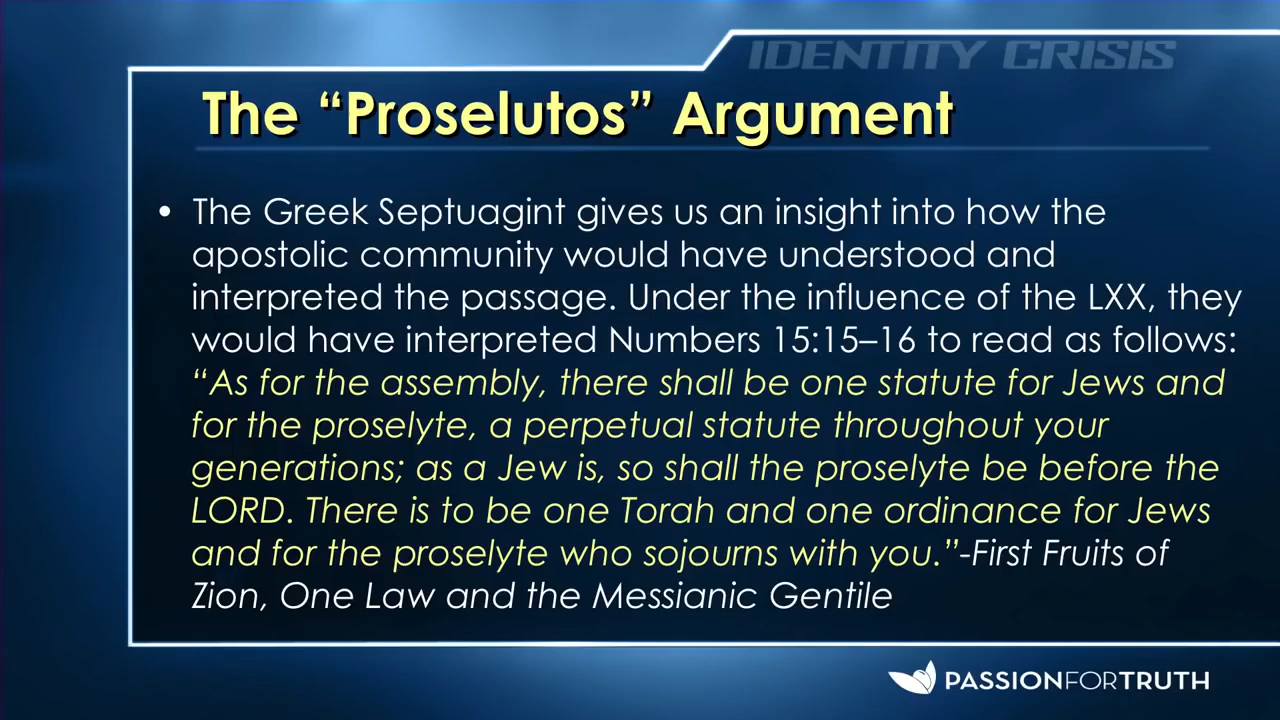 IDENTITY CRISIS
The “Proselutos” Argument
• The Greek Septuagint gives us an insight into how the
apostolic community would have understood and
interpreted the passage. Under the influence of the LXX, they
would have interpreted Numbers 15:15–16 to read as follows:
“As for the assembly, there shall be one statute for Jews and
for the proselyte, a perpetual statute throughout your
generations; as a Jew is, so shall the proselyte be before the
LORD. There is to be one Torah and one ordinance for Jews
and for the proselyte who sojourns with you.”-First Fruits of
Zion, One Law and the Messianic Gentile
PASSIONFORTRUTH